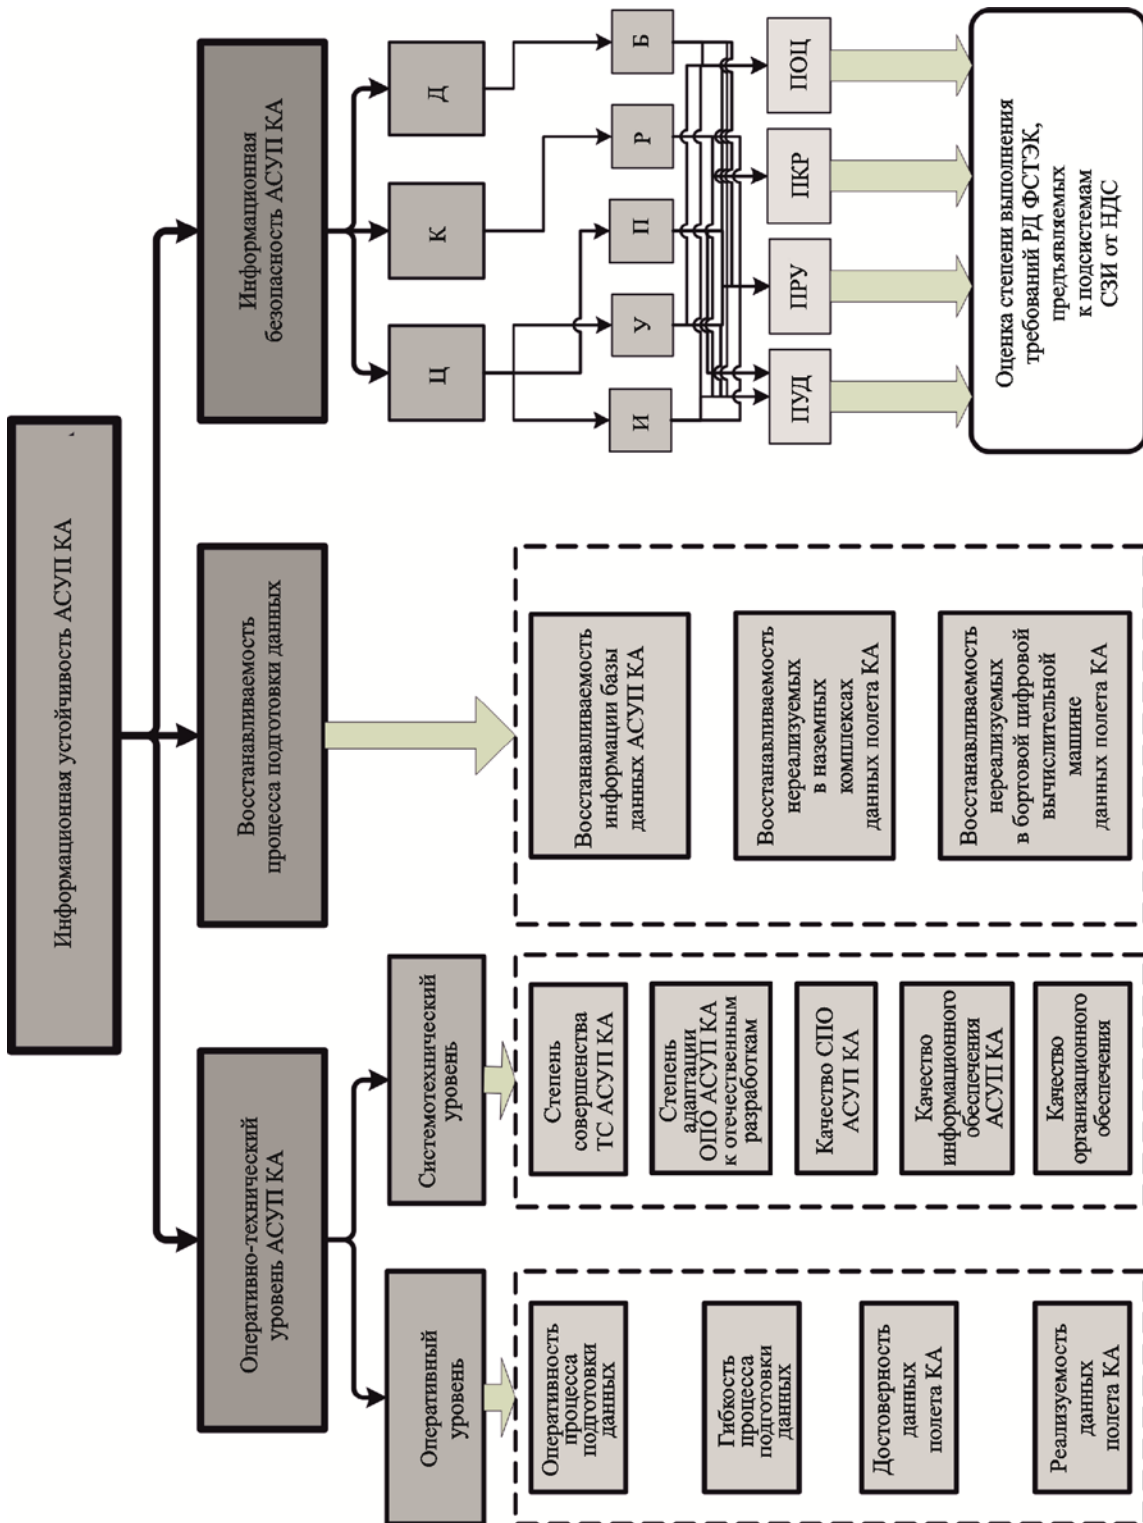 Информационная устойчивость АСУП КА
Оперативно-технический
уровень АСУП КА
Восстанавливаемость
процесса подготовки данных
Информационная
безопасность АСУП КА
Оперативный
уровень
Системотехнический
уровень
Ц
К
Д
Оперативность
процесса
подготовки
данных
Гибкость
процесса
подготовки
данных
Достоверность
данных
полета КА
Реализуемость
данных
полета КА
Степень
совершенства
ТС АСУП КА
Степень
адаптации
ОПО АСУП КА
к отечественным
разработкам
Качество СПО
АСУП КА
Качество
информационного
обеспечения
АСУП КА
Качество
организационного
обеспечения
Восстанавливаемость
информации базы
данных АСУП КА
Восстанавливаемость
нереализуемых
в наземных
комплексах
данных полета КА
Восстанавливаемость
нереализуемых
в бортовой цифровой
вычислительной
машине
данных полета КА
И
У
П
Р
Б
ПУД
ПРУ
ПКР
ПОЦ
Оценка степени выполнения
требований РД ФСТЭК,
предъявляемых
к подсистемам
СЗИ от НДС